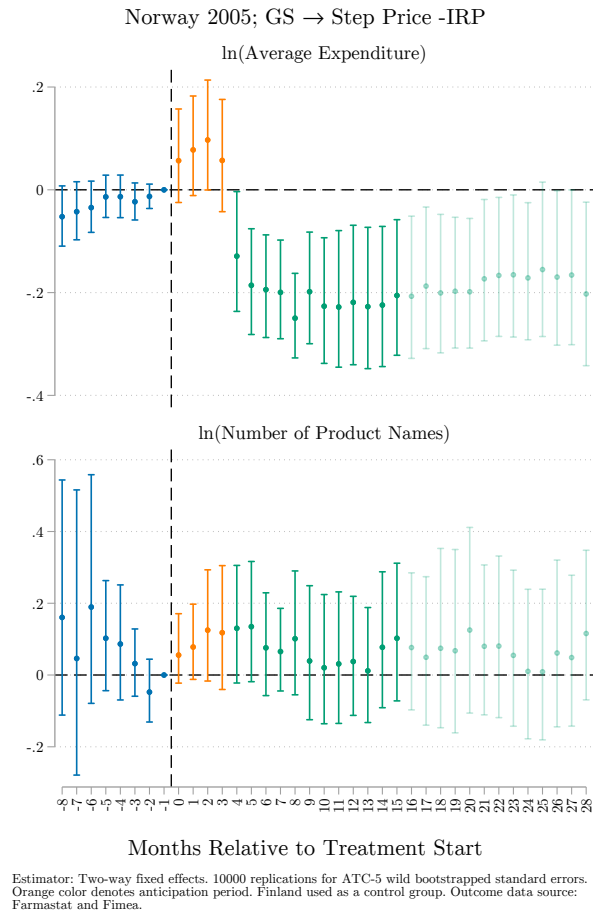 Norway 2005; GS → Step Price -IRP
ln(Average Expenditure)
.2
0
-.2
-.4
ln(Number of Product Names)
.6
.4
.2
0
-.2
-8 -7 -6 -5 -4 -3 -2 -1 0 1 2 3 4 5 6 7 8 9 10 11 12 13 14 15 16 17 18 19 20 21 22 23 24 25 26 27 28
Months Relative to Treatment Start
Estimator: Two-way fixed effects. 10000 replications for ATC-5 wild bootstrapped standard errors.
Orange color denotes anticipation period. Finland used as a control group. Outcome data source:
Farmastat and Fimea.